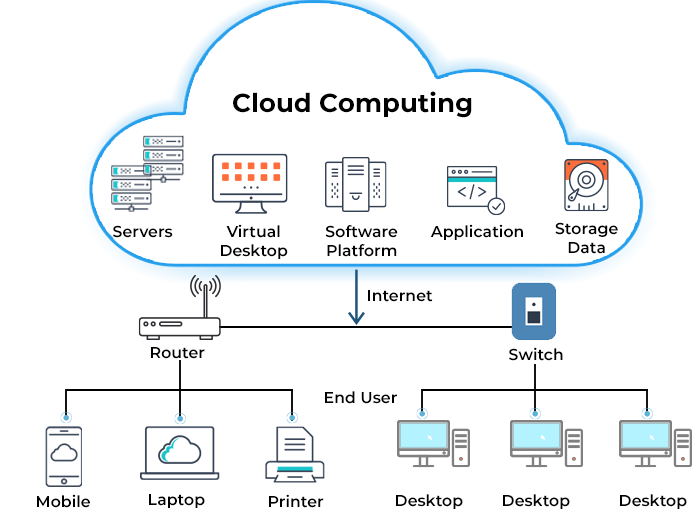 Cloud Computing
Servers
Virtual
Desktop
Software
Platform
</>
Application
Storage
Data
Internet
Router
Switch
End User
Mobile
Laptop
Printer
Desktop
Desktop
Desktop